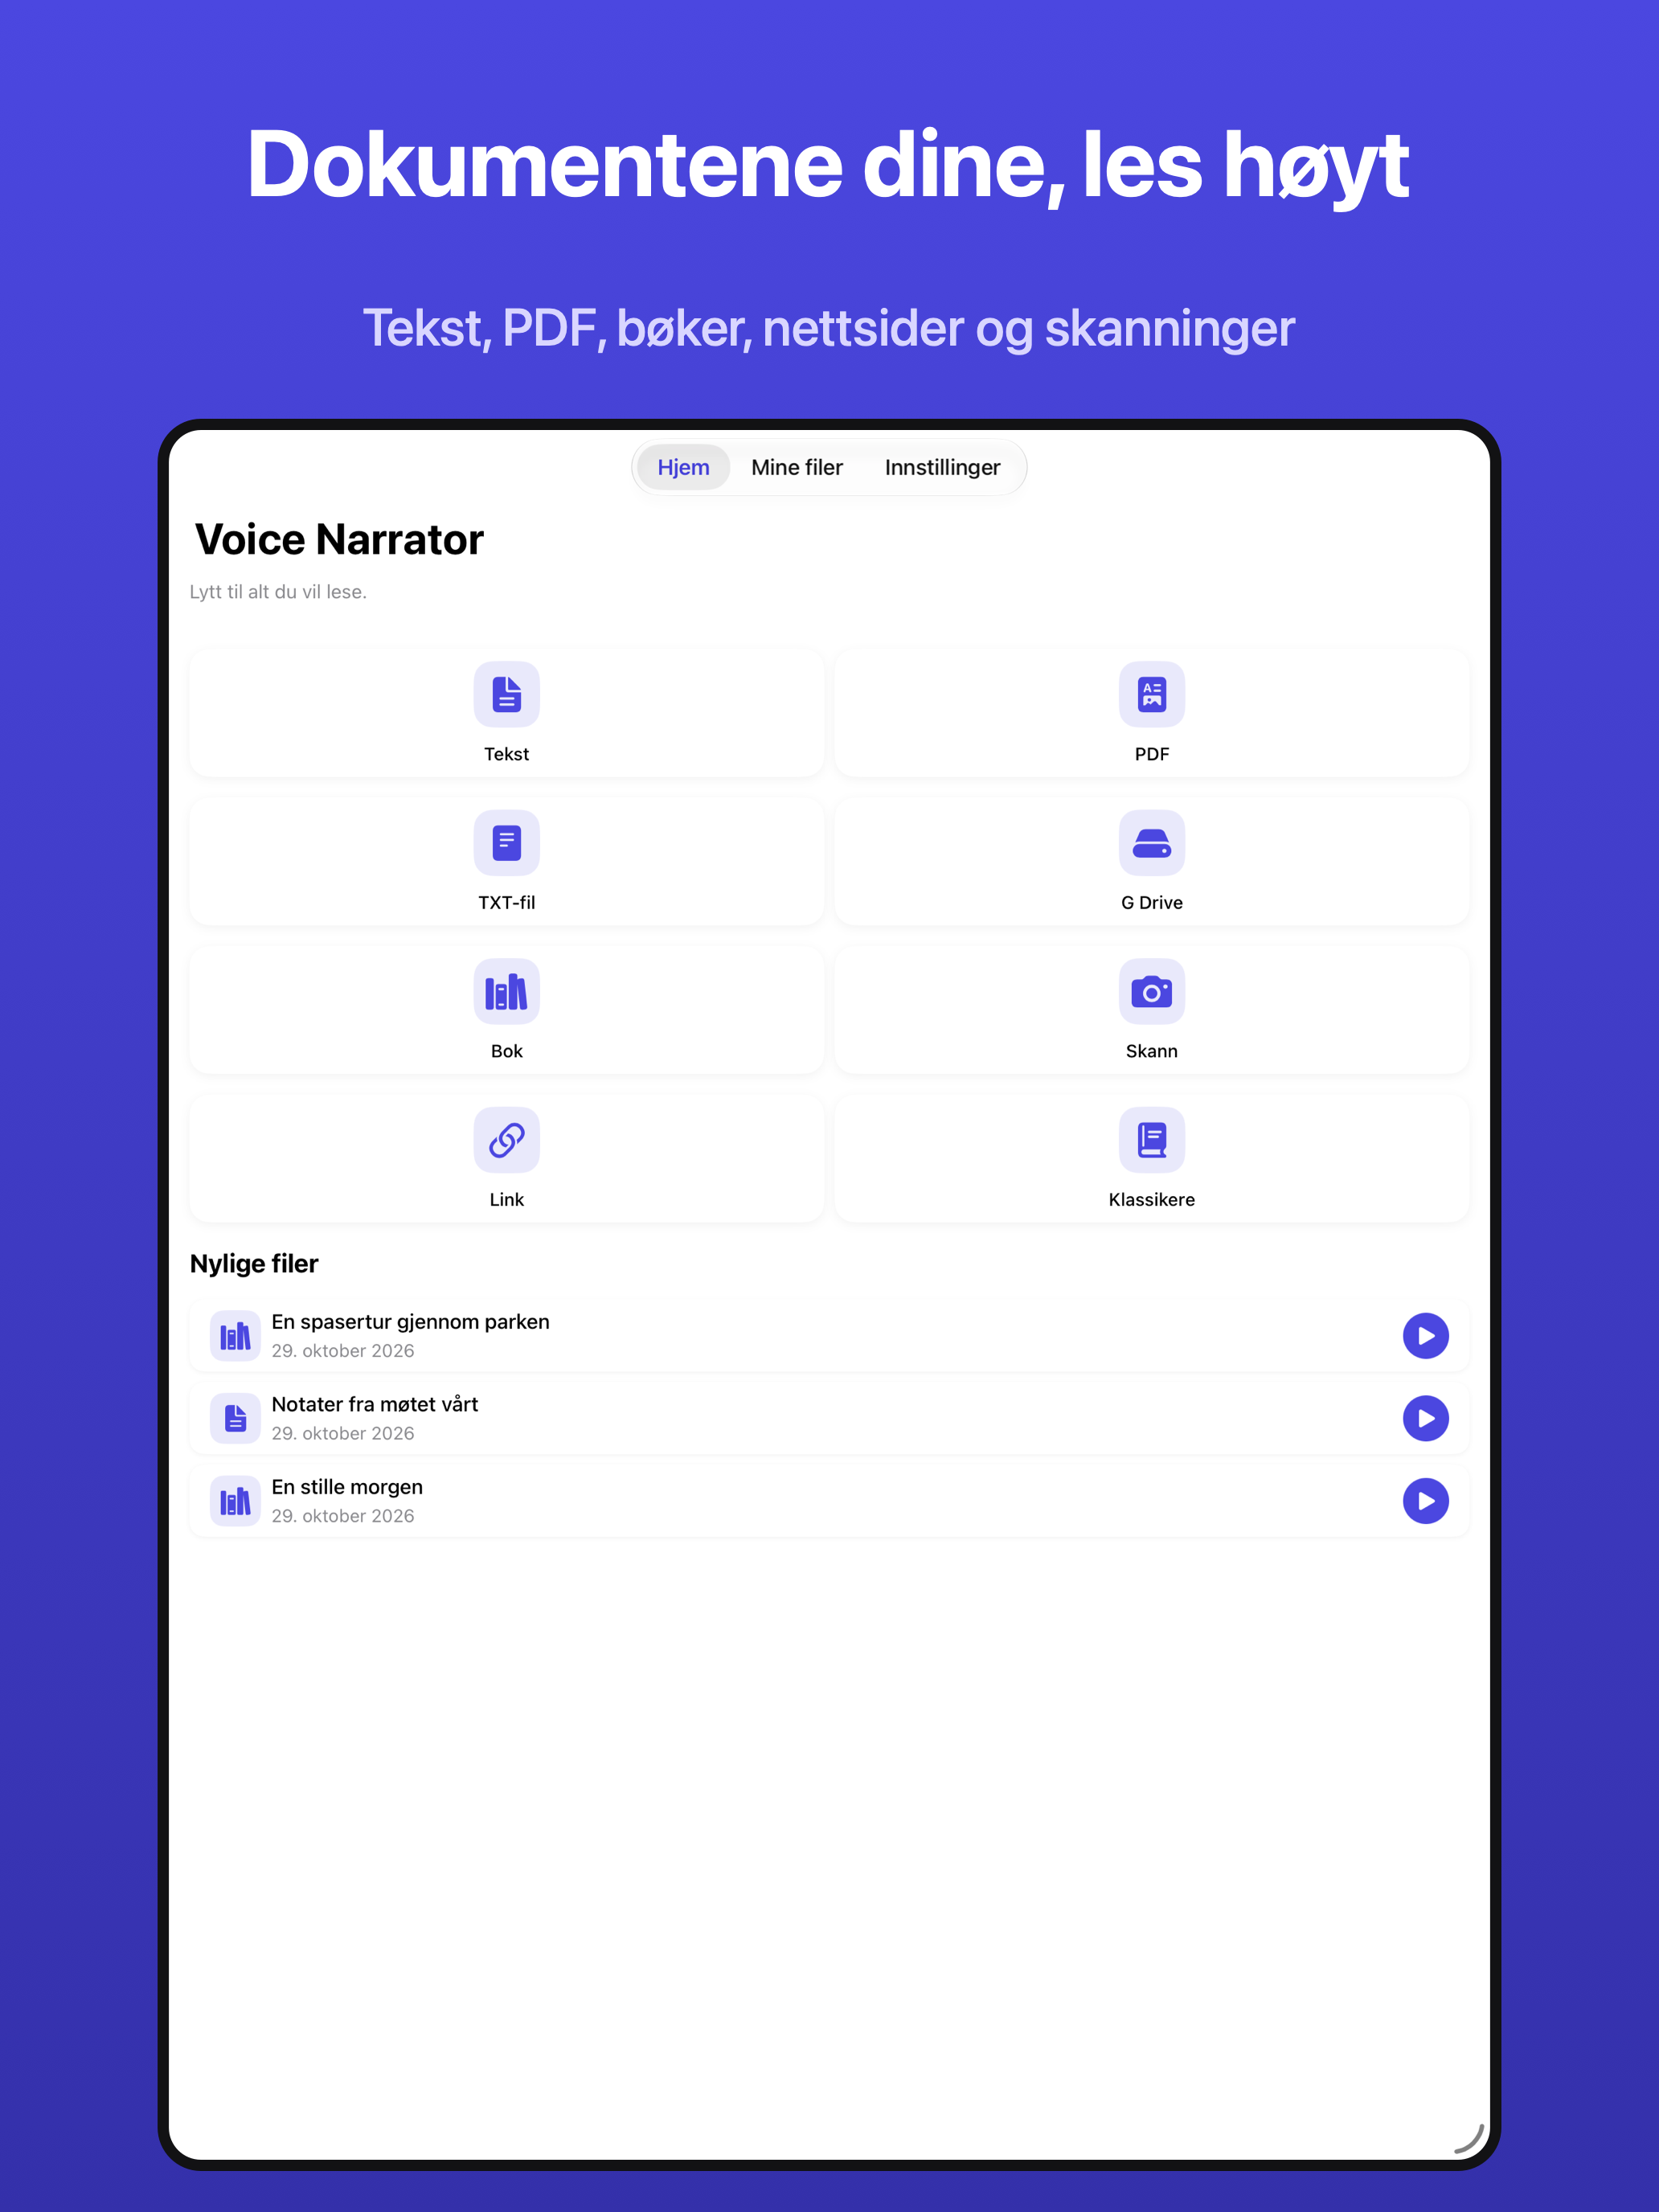 Dokumentene dine, les høyt
Tekst, PDF, bøker, nettsider og skanninger
Hjem Mine filer Innstillinger
Voice Narrator
Lytt til alt du vil lese.
Tekst
PDF
TXT-fil
G Drive
Bok
Skann
Link
Klassikere
Nylige filer
En spasertur gjennom parken
29. oktober 2026
Notater fra møtet vårt
29. oktober 2026
En stille morgen
29. oktober 2026